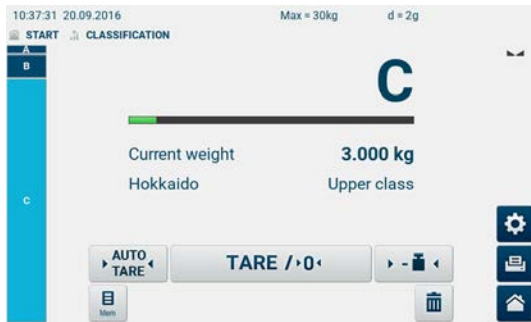 10:37:31 20.09.2016 Max = 30kg d = 2g
START CLASSIFICATION
A
B
C
C
Current weight 3.000 kg
Hokkaido Upper class
AUTO TARE
TARE / 0
-
Mem